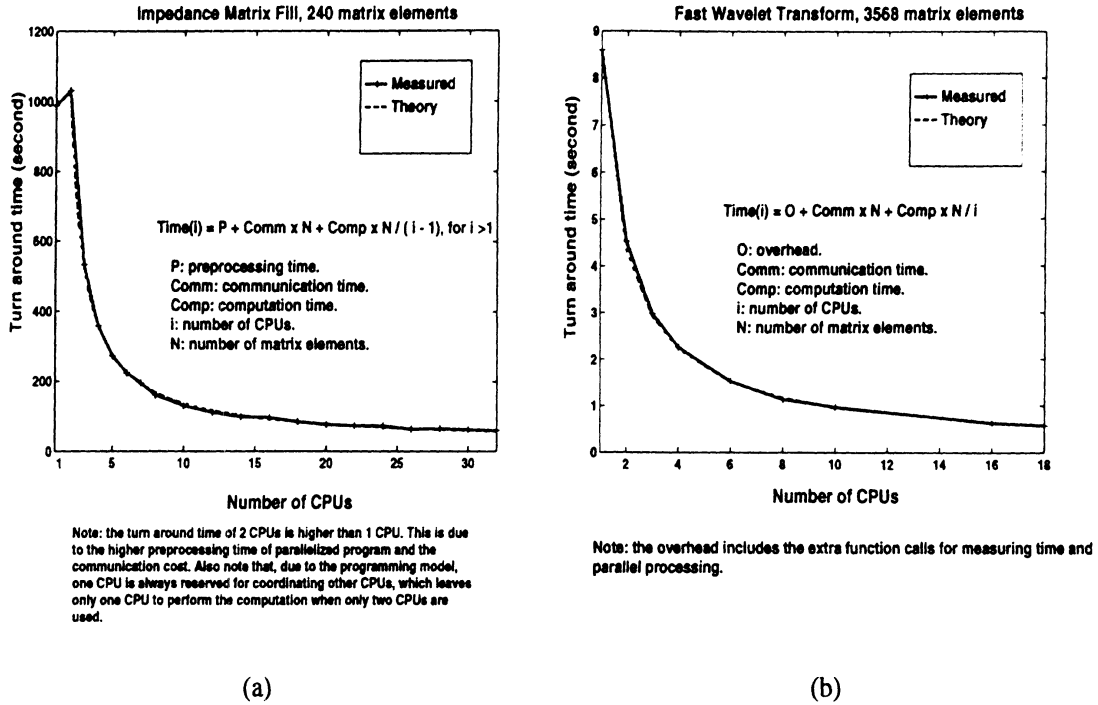 Impedance Matrix Fill, 240 matrix elements
1200
1000
800
600
400
200
0
Turn around time (second)
Measured
Theory
Time(i) = P + Comm x N + Comp x N / ( i - 1), for i >1
P: preprocessing time.
Comm: commnunication time.
Comp: computation time.
i: number of CPUs.
N: number of matrix elements.
1 5 10 15 20 25 30
Number of CPUs
Note: the turn around time of 2 CPUs is higher than 1 CPU. This is due
to the higher preprocessing time of parallelized program and the
communication cost. Also note that, due to the programming model,
one CPU is always reserved for coordinating other CPUs, which leaves
only one CPU to perform the computation when only two CPUs are
used.
(a)
Fast Wavelet Transform, 3568 matrix elements
9
8
7
6
5
4
3
2
1
0
Turn around time (second)
Measured
Theory
Time(i) = O + Comm x N + Comp x N / i
O: overhead.
Comm: communication time.
Comp: computation time.
i: number of CPUs.
N: number of matrix elements.
2 4 6 8 10 12 14 16 18
Number of CPUs
Note: the overhead includes the extra function calls for measuring time and
parallel processing.
(b)